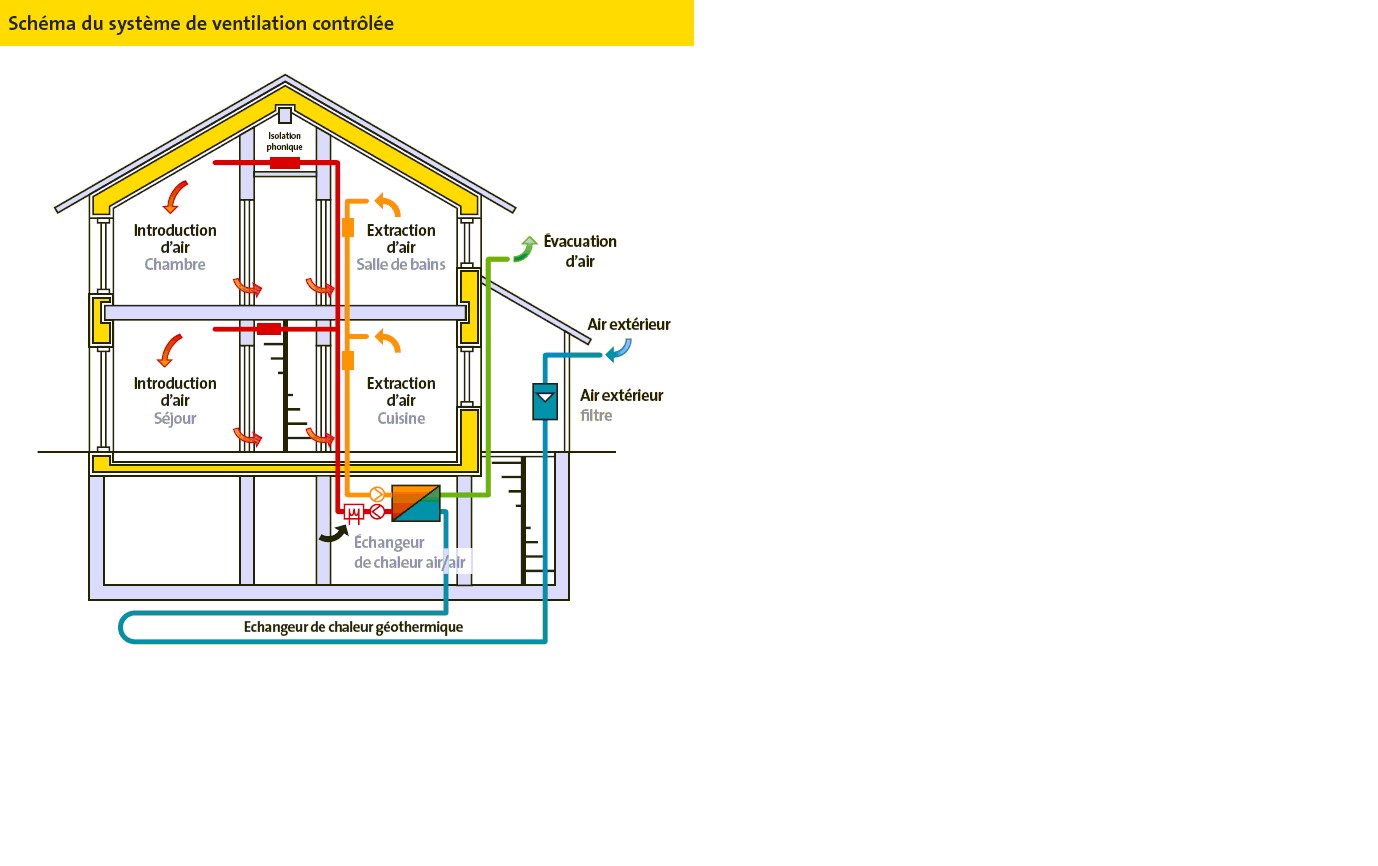 Schéma du système de ventilation contrôlée
Isolation
phonique
Introduction
d'air
Chambre
Extraction
d'air
Salle de bains
Évacuation
d'air
Air extérieur
Introduction
d'air
Séjour
Extraction
d'air
Cuisine
Air extérieur
filtre
Échangeur
de chaleur air/air
Echangeur de chaleur géothermique